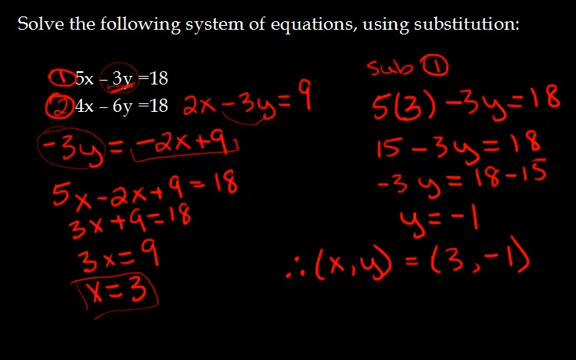 Solve the following system of equations, using substitution:
① 5x – 3y =18
② 4x – 6y =18
2x – 3y = 9
-3y = -2x+9
5x -2x +9 = 18
3x +9 =18
3x = 9
x = 3
sub ①
5(3) -3y = 18
15 - 3y = 18
-3 y = 18 -15
y = -1
∴ (x,y) = (3, -1)